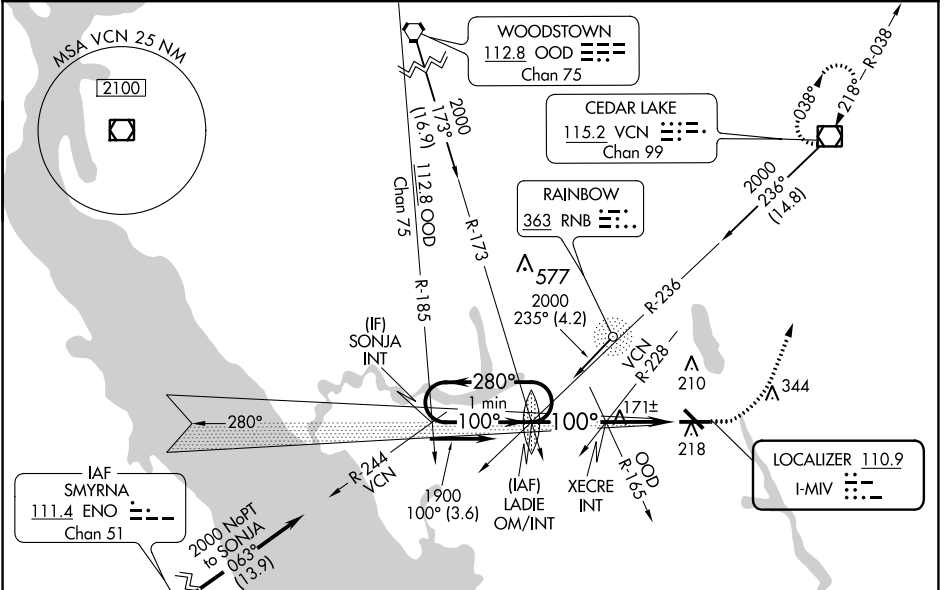 MSA VCN 25 NM
2100
WOODSTOWN
112.8 OOD
Chan 75
R-038
038°
218°
CEDAR LAKE
115.2 VCN
Chan 99
2000
173°
(16.9)
112.8 OOD
Chan 75
R-173
R-185
2000
236°
(14.8)
R-236
RAINBOW
363 RNB
577
2000
235° (4.2)
VCN
R-228
(IF)
SONJA
INT
280°
1 min
100°
100°
280°
171±
210
344
218
R-244
VCN
1900
100° (3.6)
(IAF)
LADIE
OM/INT
XECRE
INT
OOD
R-165
LOCALIZER 110.9
I-MIV
IAF
SMYRNA
111.4 ENO
Chan 51
2000 NoPT
to SONJA
063°
(13.9)